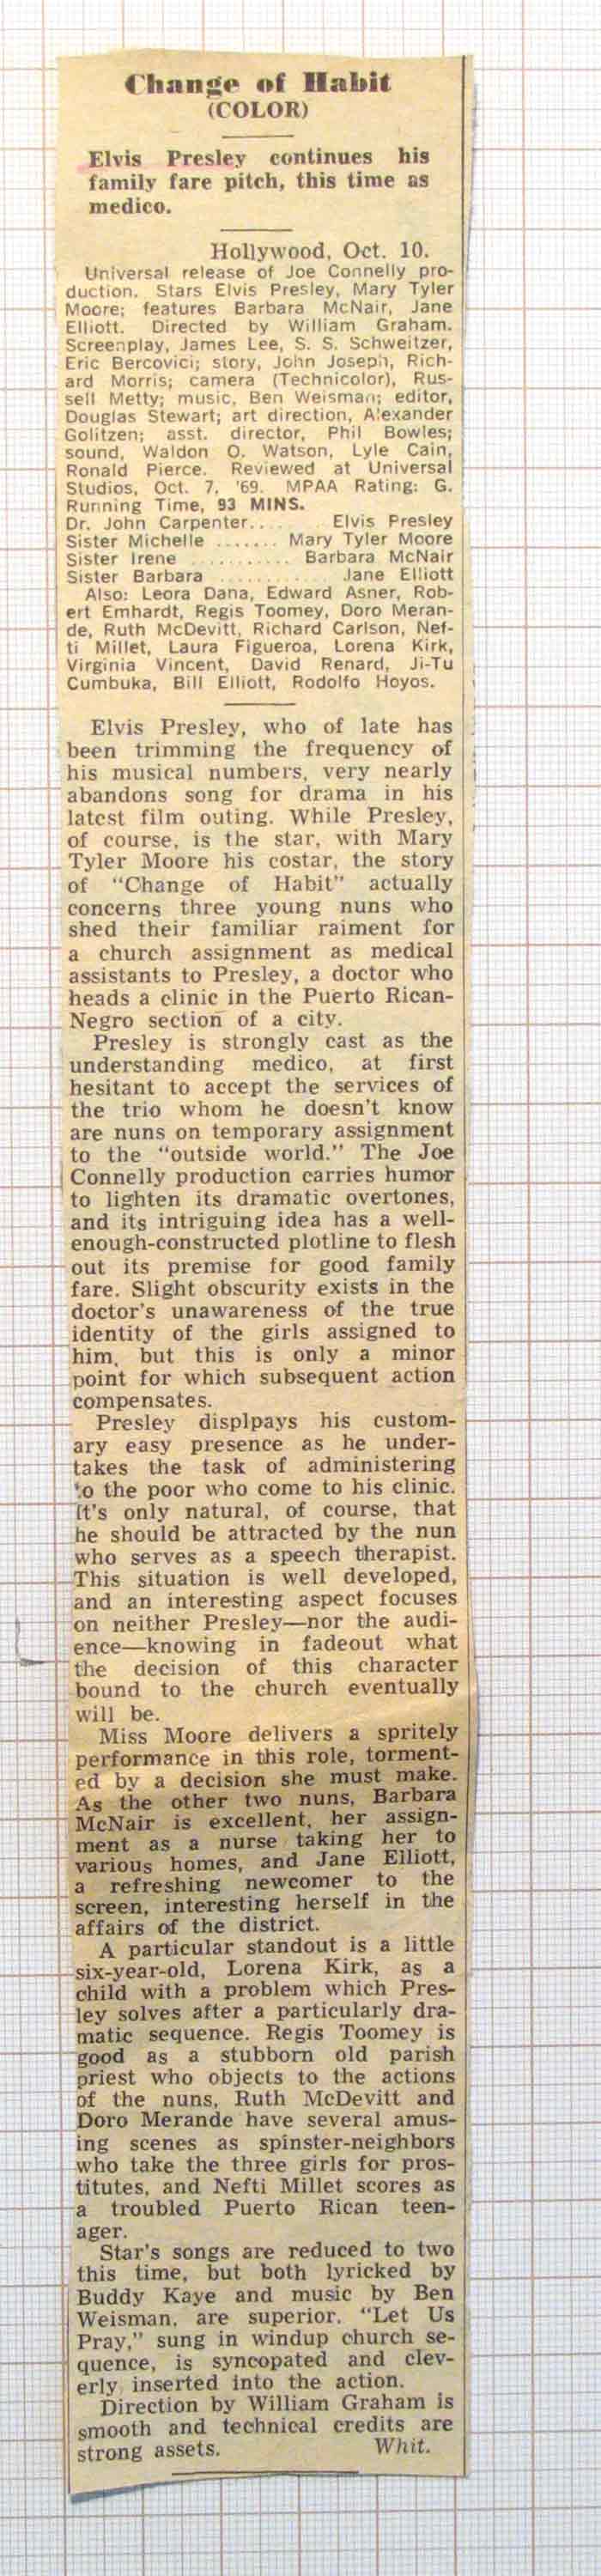 Change of Habit
(COLOR)
Elvis Presley continues his
family fare pitch, this time as
medico.
Hollywood, Oct. 10.
Universal release of Joe Connelly pro-
duction. Stars Elvis Presley, Mary Tyler
Moore; features Barbara McNair, Jane
Elliott. Directed by William Graham.
Screenplay, James Lee, S. S. Schweitzer,
Eric Bercovici; story, John Joseph, Rich-
ard Morris; camera (Technicolor), Rus-
sell Metty; music, Ben Weisman; editor,
Douglas Stewart; art direction, Alexander
Golitzen; asst. director, Phil Bowles;
sound, Waldon O. Watson, Lyle Cain,
Ronald Pierce. Reviewed at Universal
Studios, Oct. 7, '69. MPAA Rating: G.
Running Time, 93 MINS.
Dr. John Carpenter.... Elvis Presley
Sister Michelle ....... Mary Tyler Moore
Sister Irene ........... Barbara McNair
Sister Barbara ........... Jane Elliott
Also: Leora Dana, Edward Asner, Rob-
ert Emhardt, Regis Toomey, Doro Meran-
de, Ruth McDevitt, Richard Carlson, Nef-
ti Millet, Laura Figueroa, Lorena Kirk,
Virginia Vincent, David Renard, Ji-Tu
Cumbuka, Bill Elliott, Rodolfo Hoyos.
Elvis Presley, who of late has
been trimming the frequency of
his musical numbers, very nearly
abandons song for drama in his
latest film outing. While Presley,
of course, is the star, with Mary
Tyler Moore his costar, the story
of "Change of Habit" actually
concerns three young nuns who
shed their familiar raiment for
a church assignment as medical
assistants to Presley, a doctor who
heads a clinic in the Puerto Rican-
Negro section of a city.
Presley is strongly cast as the
understanding medico, at first
hesitant to accept the services of
the trio whom he doesn't know
are nuns on temporary assignment
to the "outside world." The Joe
Connelly production carries humor
to lighten its dramatic overtones,
and its intriguing idea has a well-
enough-constructed plotline to flesh
out its premise for good family
fare. Slight obscurity exists in the
doctor's unawareness of the true
identity of the girls assigned to
him, but this is only a minor
point for which subsequent action
compensates.
Presley displpays his custom-
ary easy presence as he under-
takes the task of administering
to the poor who come to his clinic.
It's only natural, of course, that
he should be attracted by the nun
who serves as a speech therapist.
This situation is well developed,
and an interesting aspect focuses
on neither Presley—nor the audi-
ence—knowing in fadeout what
the decision of this character
bound to the church eventually
will be.
Miss Moore delivers a spritely
performance in this role, torment-
ed by a decision she must make.
As the other two nuns, Barbara
McNair is excellent, her assign-
ment as a nurse taking her to
various homes, and Jane Elliott,
a refreshing newcomer to the
screen, interesting herself in the
affairs of the district.
A particular standout is a little
six-year-old, Lorena Kirk, as a
child with a problem which Pres-
ley solves after a particularly dra-
matic sequence. Regis Toomey is
good as a stubborn old parish
priest who objects to the actions
of the nuns, Ruth McDevitt and
Doro Merande have several amus-
ing scenes as spinster-neighbors
who take the three girls for pros-
titutes, and Nefti Millet scores as
a troubled Puerto Rican teen-
ager.
Star's songs are reduced to two
this time, but both lyricked by
Buddy Kaye and music by Ben
Weisman, are superior. "Let Us
Pray," sung in windup church se-
quence, is syncopated and clev-
erly inserted into the action.
Direction by William Graham is
smooth and technical credits are
strong assets. Whit.